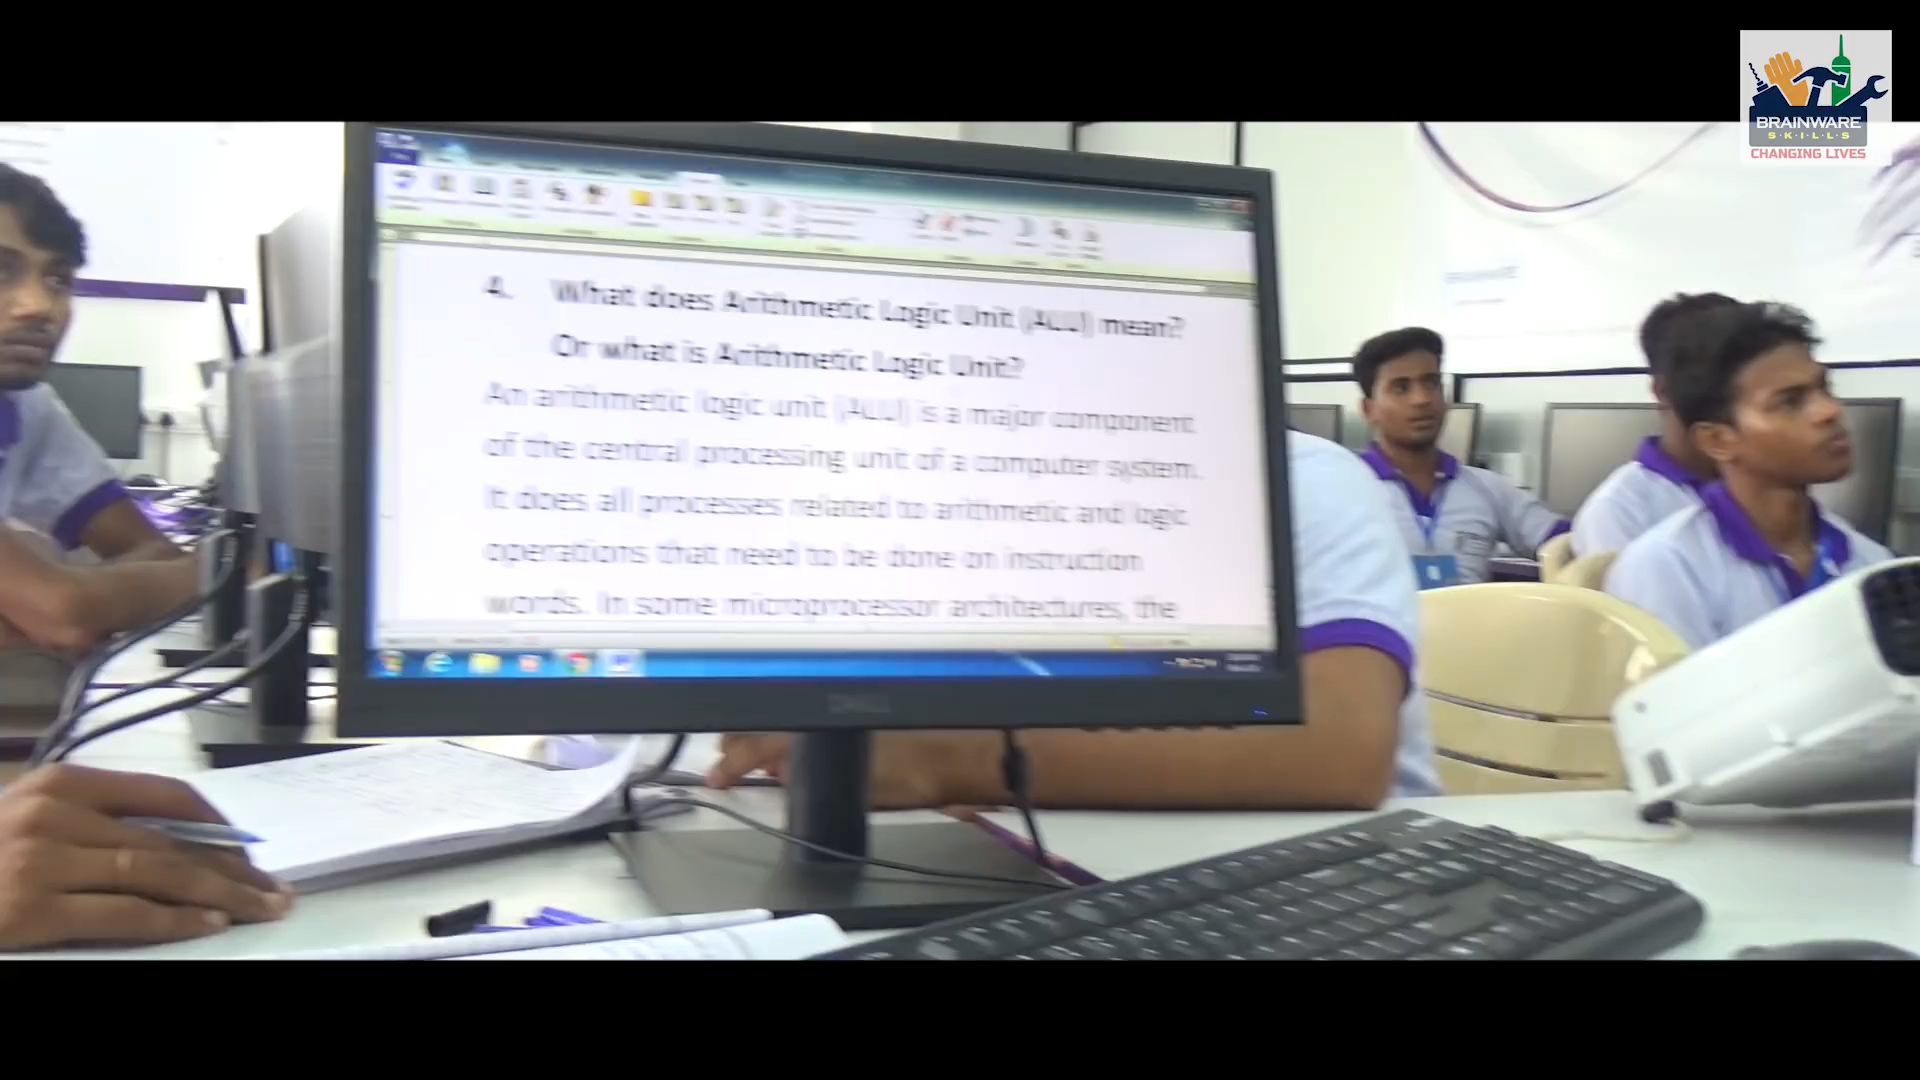 BRAINWARE
S·K·I·L·L·S
CHANGING LIVES
4. What does Arithmetic Logic Unit (ALU) mean?
Or what is Arithmetic Logic Unit?
An arithmetic logic unit (ALU) is a major component
of the central processing unit of a computer system.
It does all processes related to arithmetic and logic
operations that need to be done on instruction
words. In some microprocessor architectures, the
DELL